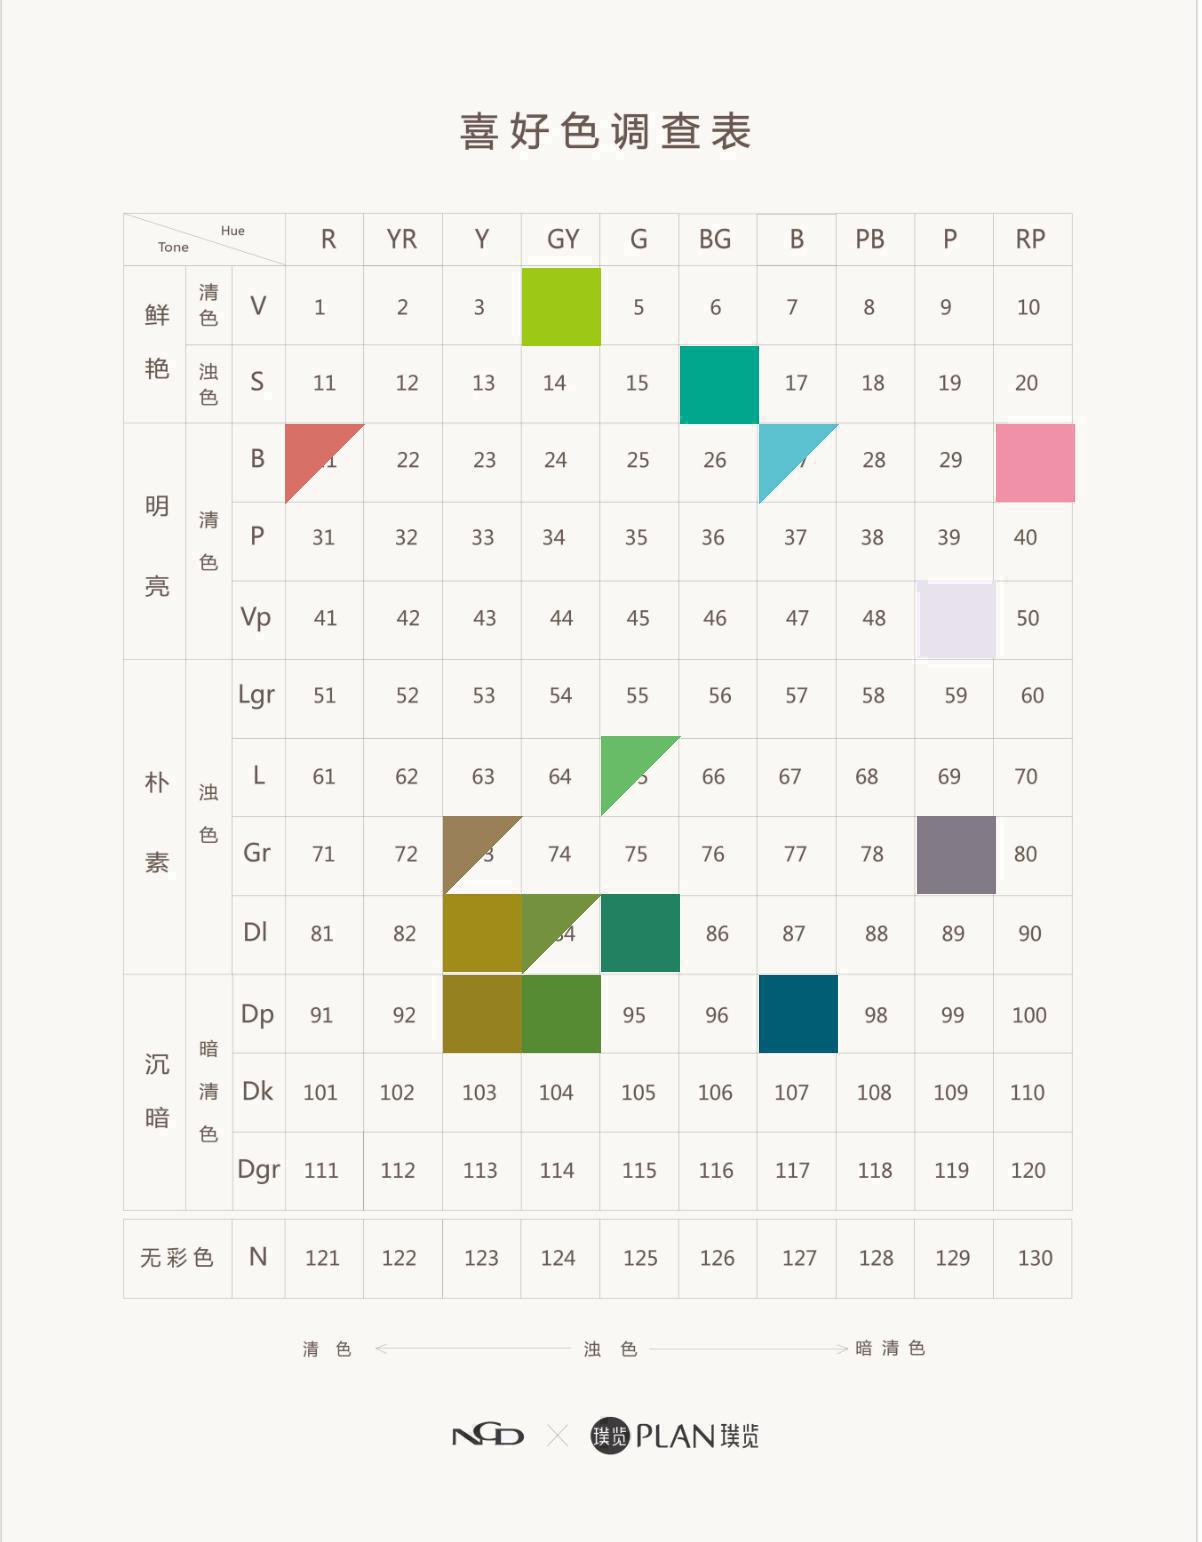 喜好色调查表
Hue
Tone
R YR Y GY G BG B PB P RP
鲜艳 清色 V 1 2 3 5 6 7 8 9 10
浊色 S 11 12 13 14 15 17 18 19 20
明亮 清色 B 22 23 24 25 26 28 29
P 31 32 33 34 35 36 37 38 39 40
Vp 41 42 43 44 45 46 47 48 50
朴素 浊色 Lgr 51 52 53 54 55 56 57 58 59 60
L 61 62 63 64 66 67 68 69 70
Gr 71 72 74 75 76 77 78 80
Dl 81 82 86 87 88 89 90
沉暗 暗清色 Dp 91 92 95 96 98 99 100
Dk 101 102 103 104 105 106 107 108 109 110
Dgr 111 112 113 114 115 116 117 118 119 120
无彩色 N 121 122 123 124 125 126 127 128 129 130
清色 浊色 暗清色
NCD × 璞览 PLAN 璞览